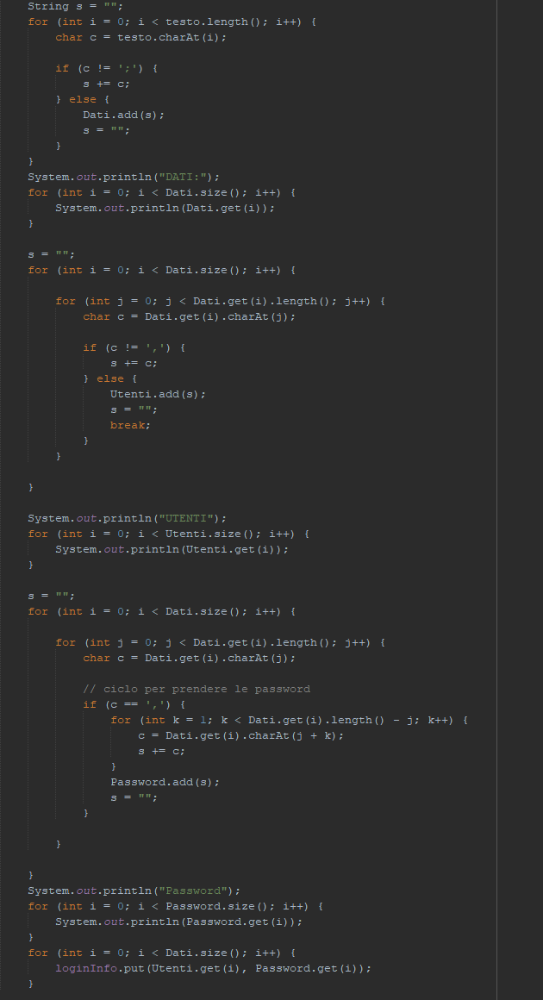 String s = "";
for (int i = 0; i < testo.length(); i++) {
char c = testo.charAt(i);
if (c != ';') {
s += c;
} else {
Dati.add(s);
s = "";
}
}
System.out.println("DATI:");
for (int i = 0; i < Dati.size(); i++) {
System.out.println(Dati.get(i));
}
s = "";
for (int i = 0; i < Dati.size(); i++) {
for (int j = 0; j < Dati.get(i).length(); j++) {
char c = Dati.get(i).charAt(j);
if (c != ',') {
s += c;
} else {
Utenti.add(s);
s = "";
break;
}
}
}
System.out.println("UTENTI");
for (int i = 0; i < Utenti.size(); i++) {
System.out.println(Utenti.get(i));
}
s = "";
for (int i = 0; i < Dati.size(); i++) {
for (int j = 0; j < Dati.get(i).length(); j++) {
char c = Dati.get(i).charAt(j);
// ciclo per prendere le password
if (c == ',') {
for (int k = 1; k < Dati.get(i).length() - j; k++) {
c = Dati.get(i).charAt(j + k);
s += c;
}
Password.add(s);
s = "";
}
}
}
System.out.println("Password");
for (int i = 0; i < Password.size(); i++) {
System.out.println(Password.get(i));
}
for (int i = 0; i < Dati.size(); i++) {
loginInfo.put(Utenti.get(i), Password.get(i));
}